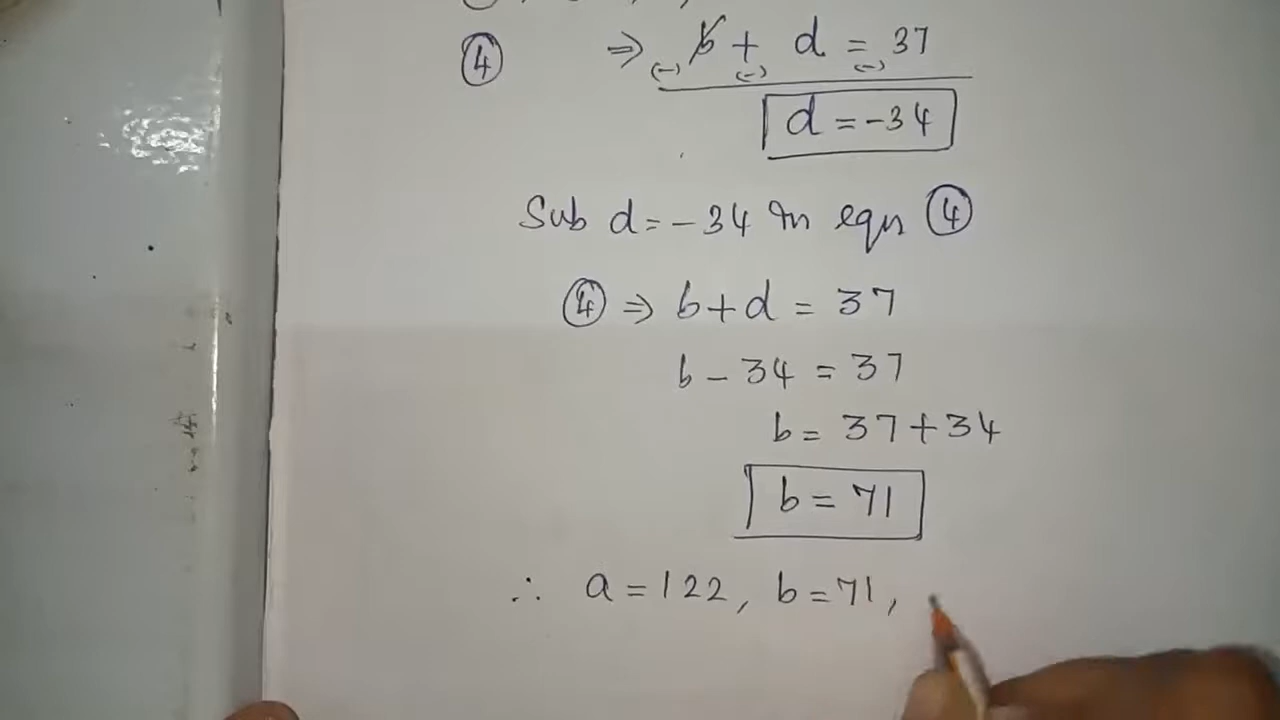 ④ ⇒ b + d = 37
(-) (-) (-)
d = -34
Sub d = -34 in eqn ④
④ ⇒ b + d = 37
b - 34 = 37
b = 37 + 34
b = 71
∴ a = 122, b = 71,